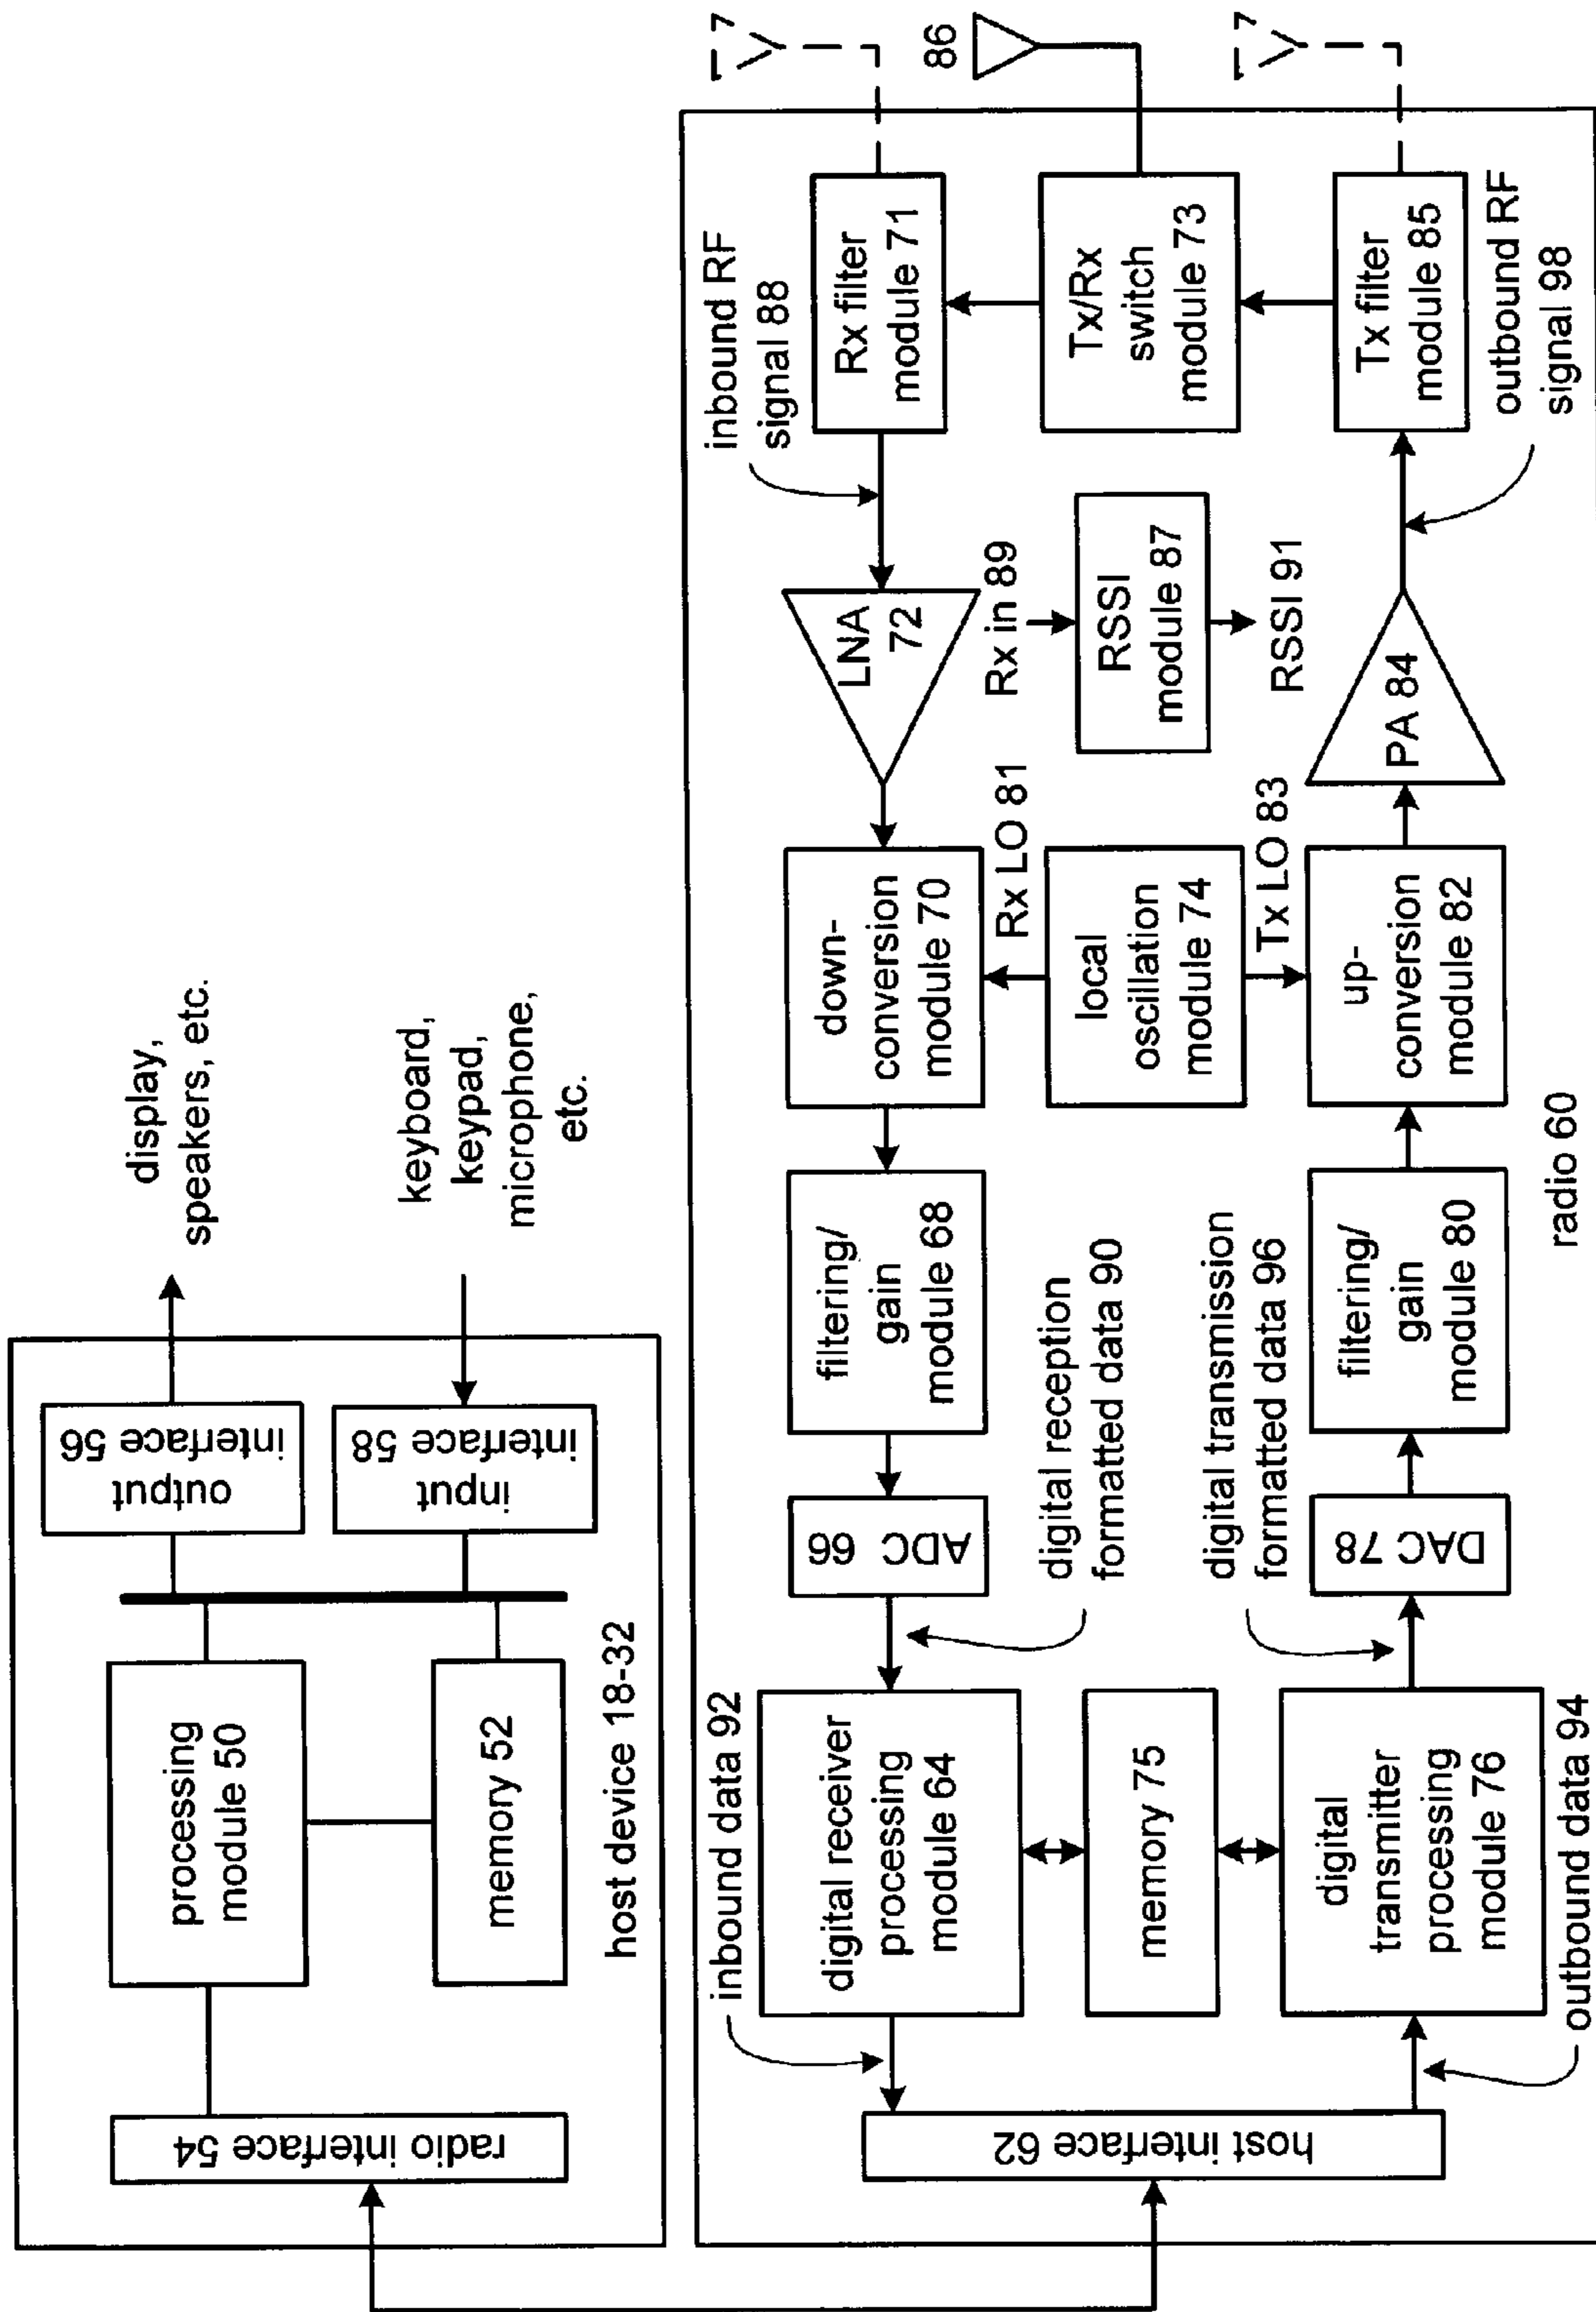 radio interface 54
processing
module 50
memory 52
output
interface 56
input
interface 58
display,
speakers, etc.
keyboard,
keypad,
microphone,
etc.
host device 18-32
host interface 62
inbound data 92
digital receiver
processing
module 64
memory 75
digital
transmitter
processing
module 76
outbound data 94
ADC 66
digital reception
formatted data 90
digital transmission
formatted data 96
DAC 78
filtering/
gain
module 68
filtering/
gain
module 80
down-
conversion
module 70
Rx LO 81
local
oscillation
module 74
Tx LO 83
up-
conversion
module 82
LNA
72
Rx in 89
RSSI
module 87
RSSI 91
PA 84
inbound RF
signal 88
Rx filter
module 71
Tx/Rx
switch
module 73
Tx filter
module 85
outbound RF
signal 98
86
radio 60